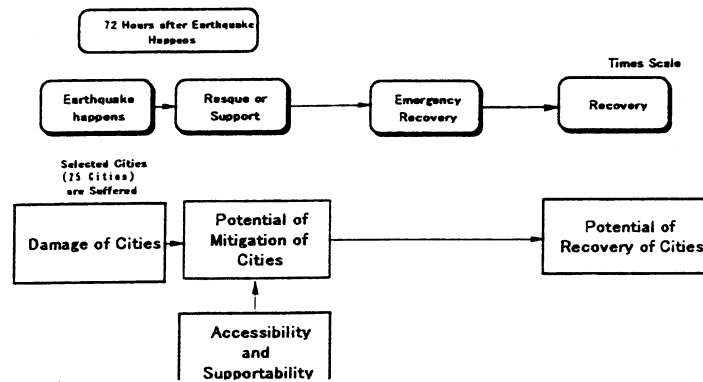 72 Hours after Earthquake
Happens
Times Scale
Earthquake
happens
Resque or
Support
Emergency
Recovery
Recovery
Selected Cities
(25 Cities)
are Suffered
Damage of Cities
Potential of
Mitigation of
Cities
Potential of
Recovery of Cities
Accessibility
and
Supportability